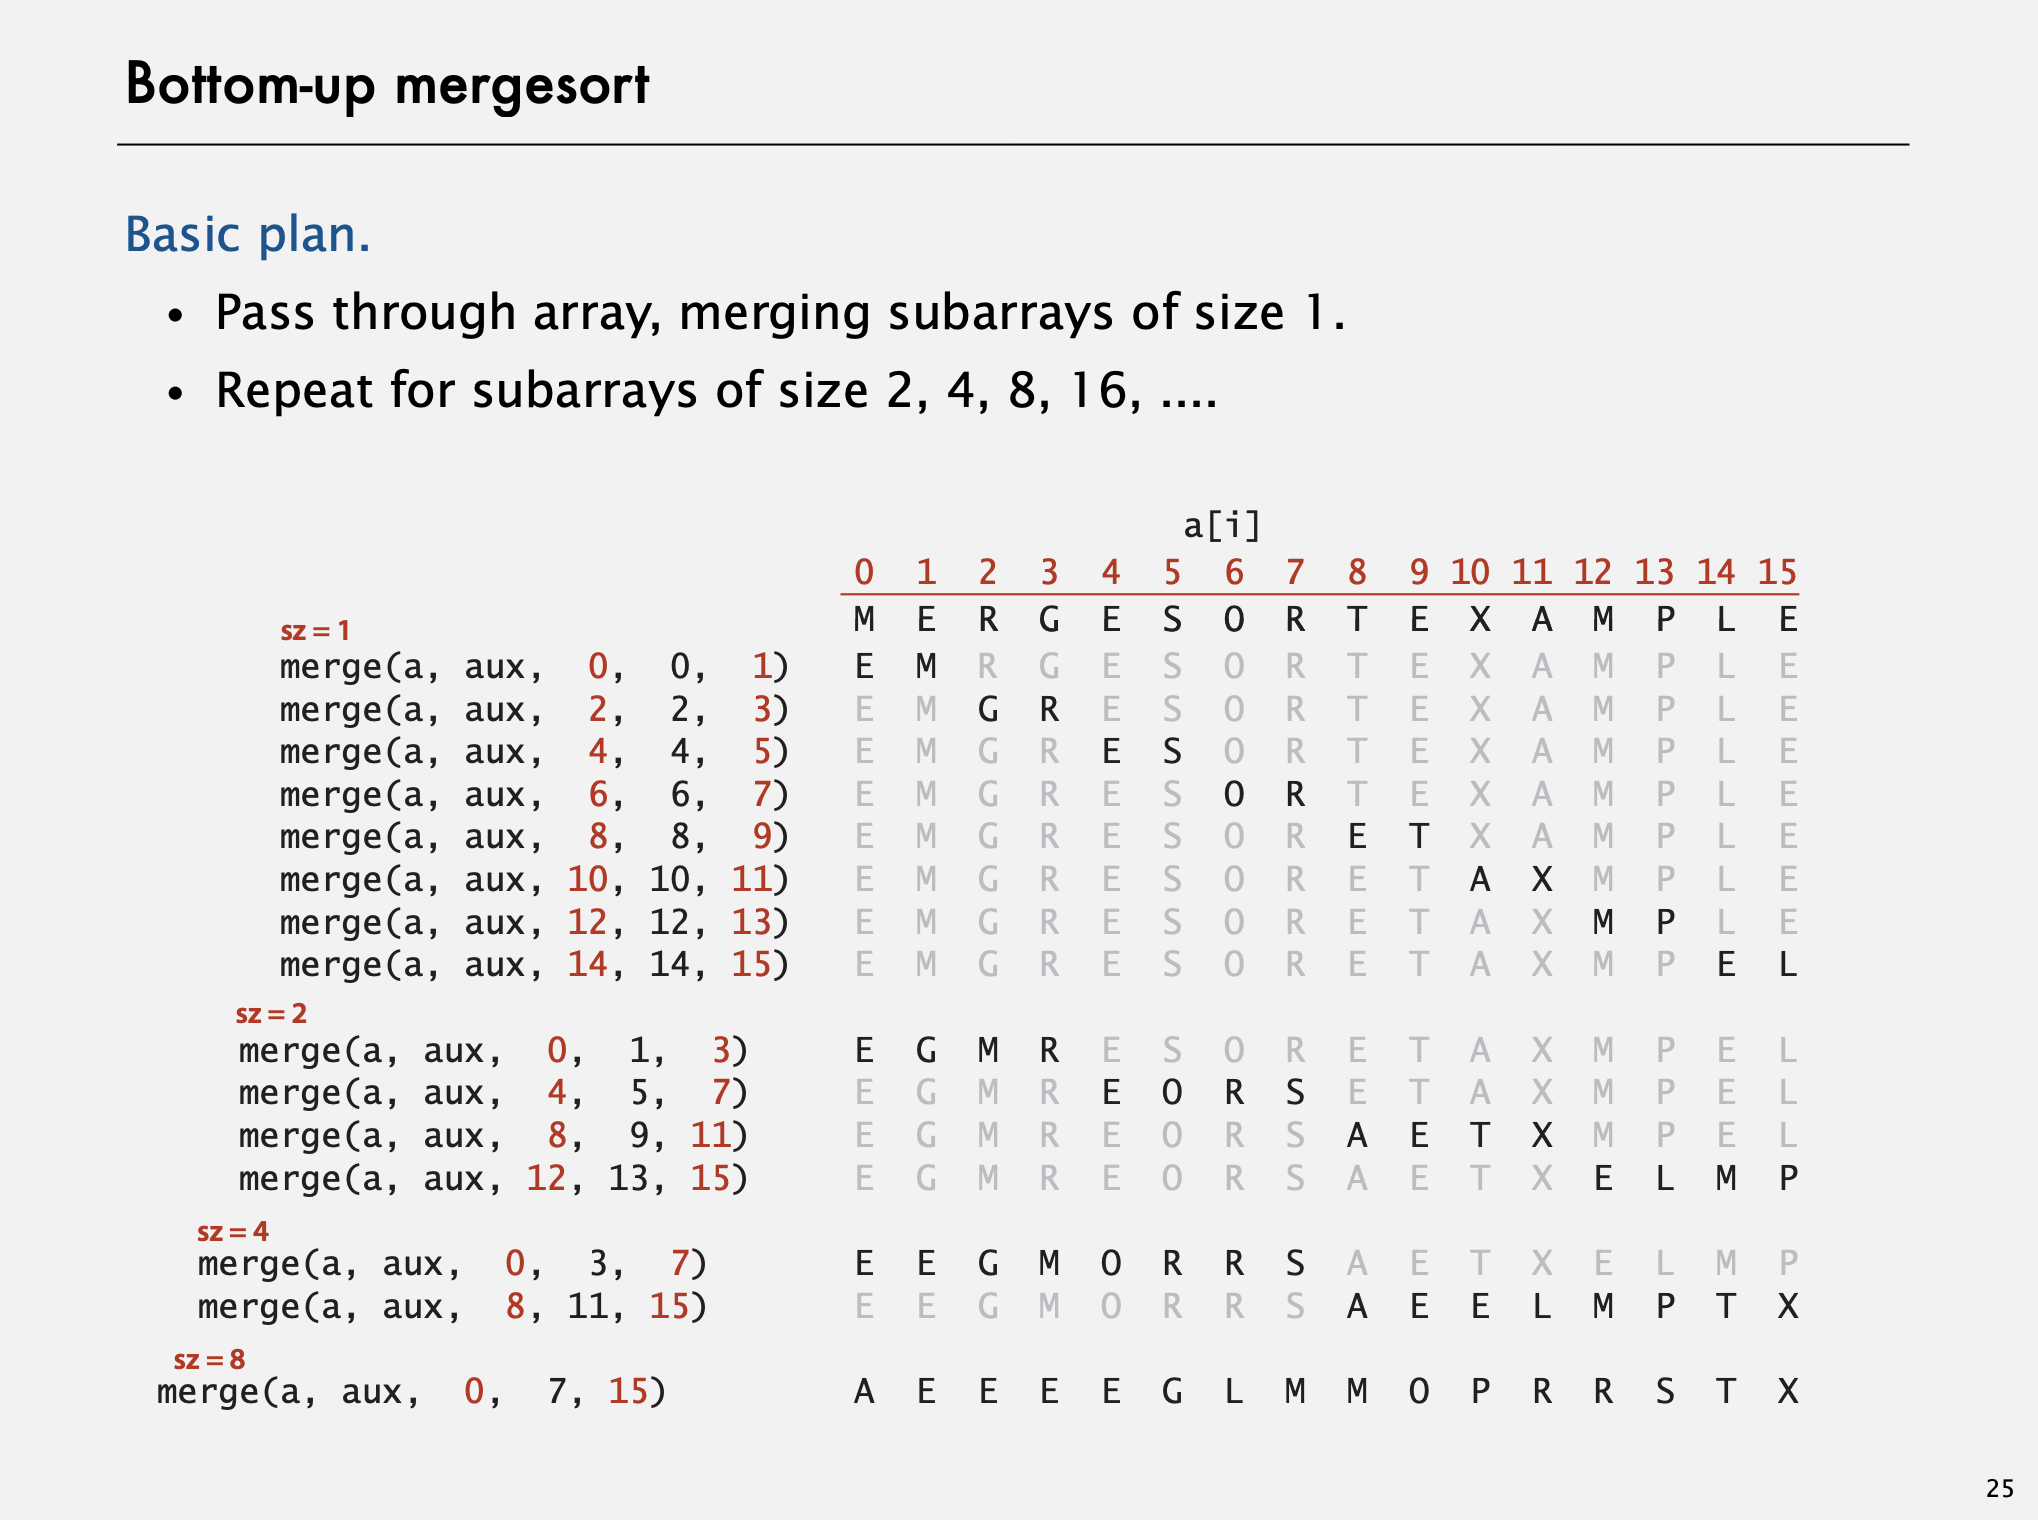 Bottom-up mergesort
Basic plan.
• Pass through array, merging subarrays of size 1.
• Repeat for subarrays of size 2, 4, 8, 16, ....
a[i]
0 1 2 3 4 5 6 7 8 9 10 11 12 13 14 15
M E R G E S O R T E X A M P L E
sz = 1
merge(a, aux, 0, 0, 1) E M R G E S O R T E X A M P L E
merge(a, aux, 2, 2, 3) E M G R E S O R T E X A M P L E
merge(a, aux, 4, 4, 5) E M G R E S O R T E X A M P L E
merge(a, aux, 6, 6, 7) E M G R E S O R T E X A M P L E
merge(a, aux, 8, 8, 9) E M G R E S O R E T X A M P L E
merge(a, aux, 10, 10, 11) E M G R E S O R E T A X M P L E
merge(a, aux, 12, 12, 13) E M G R E S O R E T A X M P L E
merge(a, aux, 14, 14, 15) E M G R E S O R E T A X M P E L
sz = 2
merge(a, aux, 0, 1, 3) E G M R E S O R E T A X M P E L
merge(a, aux, 4, 5, 7) E G M R E O R S E T A X M P E L
merge(a, aux, 8, 9, 11) E G M R E O R S A E T X M P E L
merge(a, aux, 12, 13, 15) E G M R E O R S A E T X E L M P
sz = 4
merge(a, aux, 0, 3, 7) E E G M O R R S A E T X E L M P
merge(a, aux, 8, 11, 15) E E G M O R R S A E E L M P T X
sz = 8
merge(a, aux, 0, 7, 15) A E E E E G L M M O P R R S T X
25